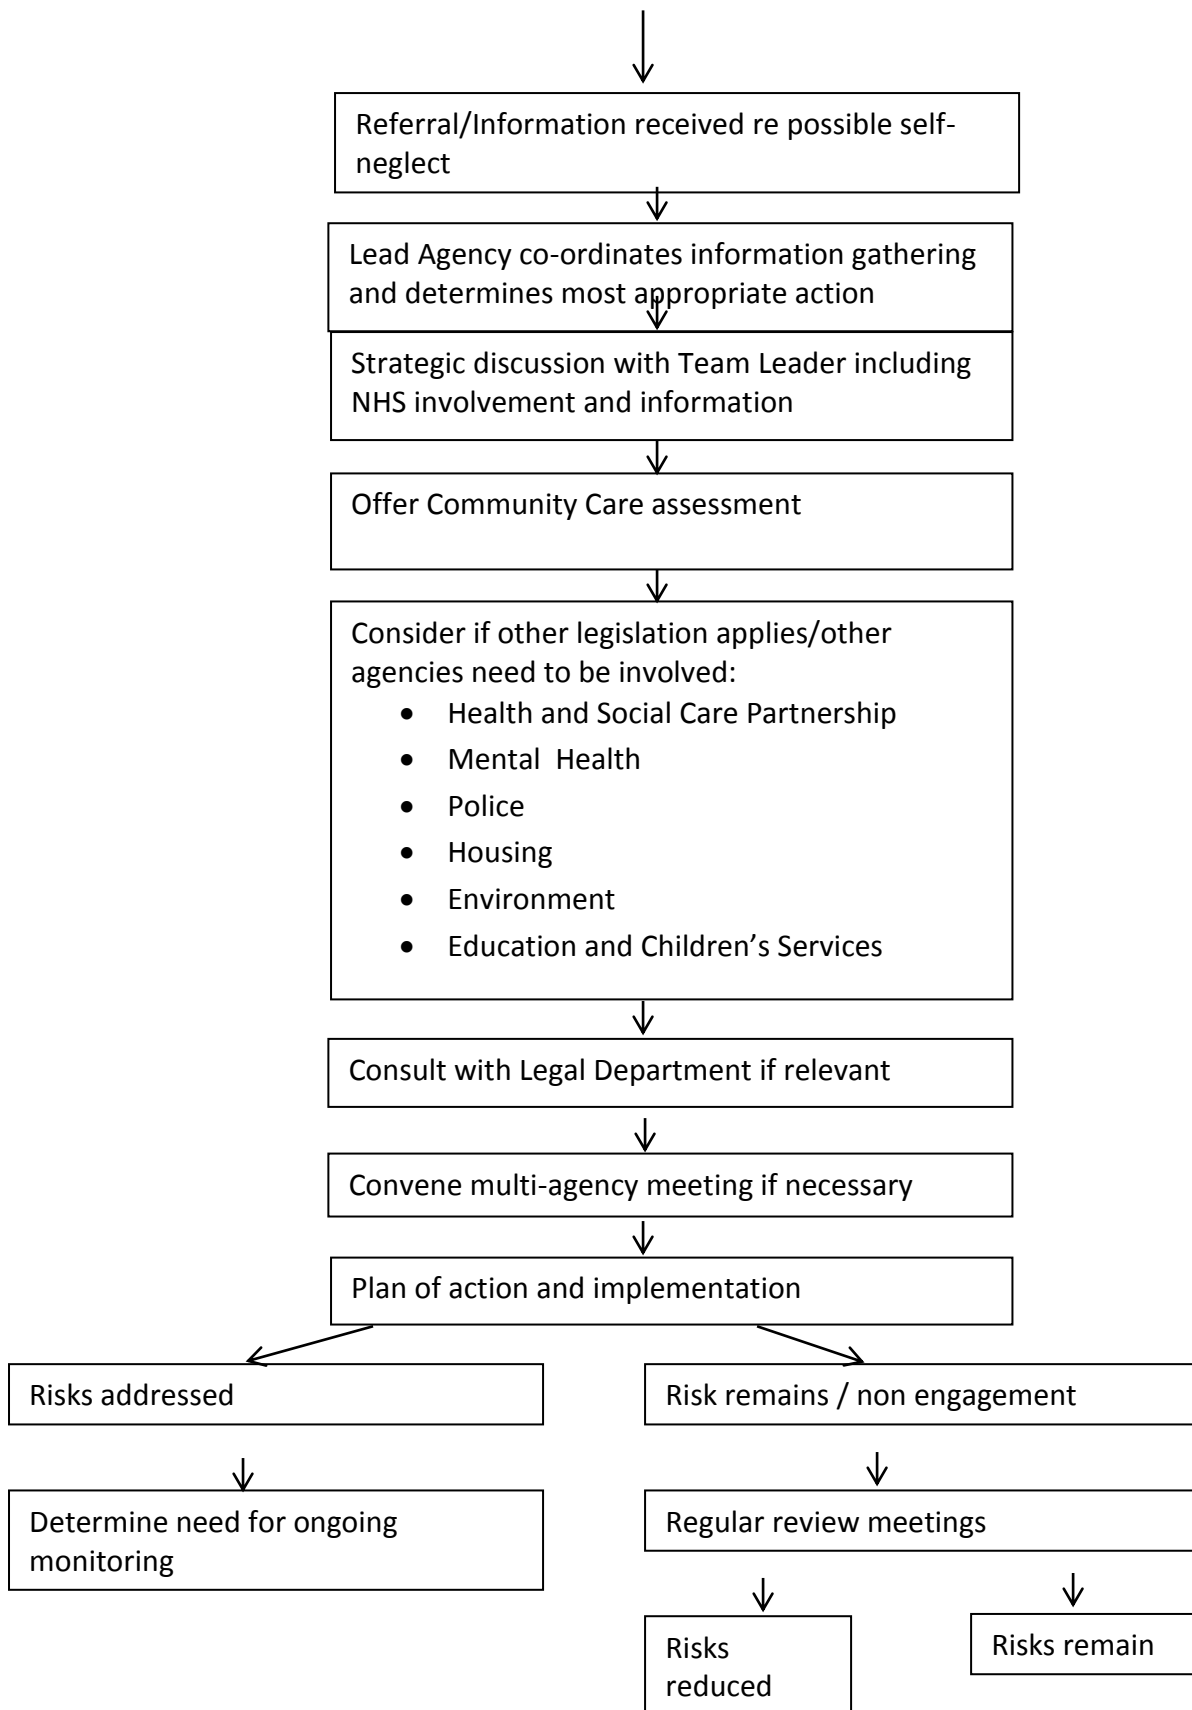 Referral/Information received re possible self-
neglect
Lead Agency co-ordinates information gathering
and determines most appropriate action
Strategic discussion with Team Leader including
NHS involvement and information
Offer Community Care assessment
Consider if other legislation applies/other
agencies need to be involved:
• Health and Social Care Partnership
• Mental  Health
• Police
• Housing
• Environment
• Education and Children’s Services
Consult with Legal Department if relevant
Convene multi-agency meeting if necessary
Plan of action and implementation
Risks addressed
Risk remains / non engagement
Determine need for ongoing
monitoring
Regular review meetings
Risks
reduced
Risks remain